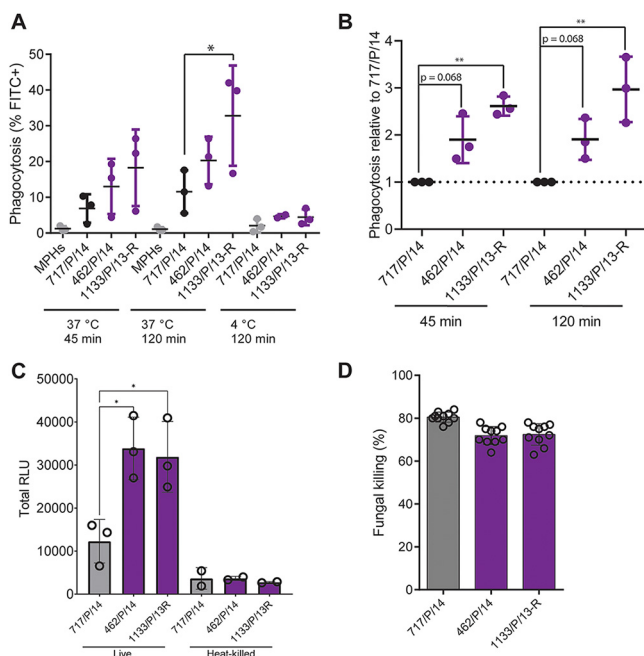 A
Phagocytosis (% FITC+)
50
40
30
20
10
0
*
MPHs
717/P/14
462/P/14
1133/P/13-R
MPHs
717/P/14
462/P/14
1133/P/13-R
717/P/14
462/P/14
1133/P/13-R
37 °C
45 min
37 °C
120 min
4 °C
120 min
B
Phagocytosis relative to 717/P/14
4
3
2
1
0
**
p = 0.068
**
p = 0.068
717/P/14
462/P/14
1133/P/13-R
717/P/14
462/P/14
1133/P/13-R
45 min
120 min
C
Total RLU
50000
40000
30000
20000
10000
0
*
*
717/P/14
462/P/14
1133/P/13R
717/P/14
462/P/14
1133/P/13R
Live
Heat-killed
D
Fungal killing (%)
100
80
60
40
20
0
717/P/14
462/P/14
1133/P/13-R